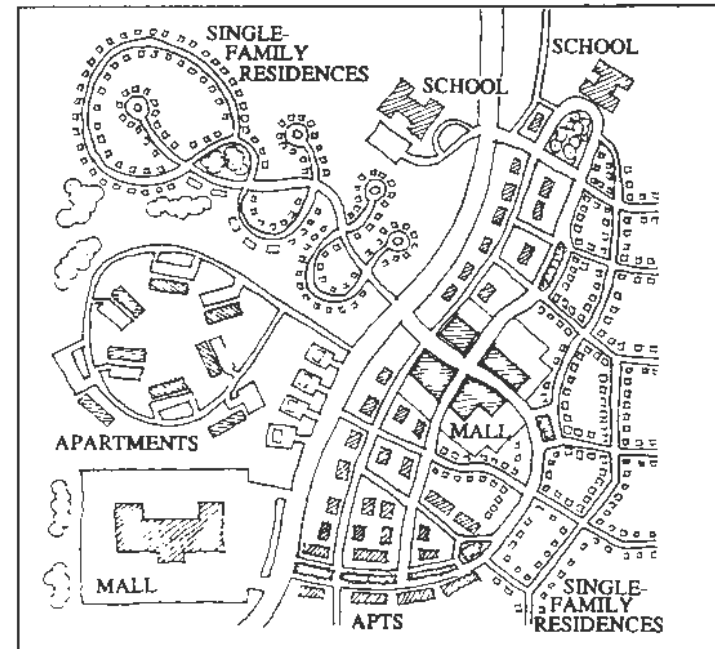 SINGLE-
FAMILY
RESIDENCES
SCHOOL
SCHOOL
APARTMENTS
MALL
MALL
APTS
SINGLE-
FAMILY
RESIDENCES